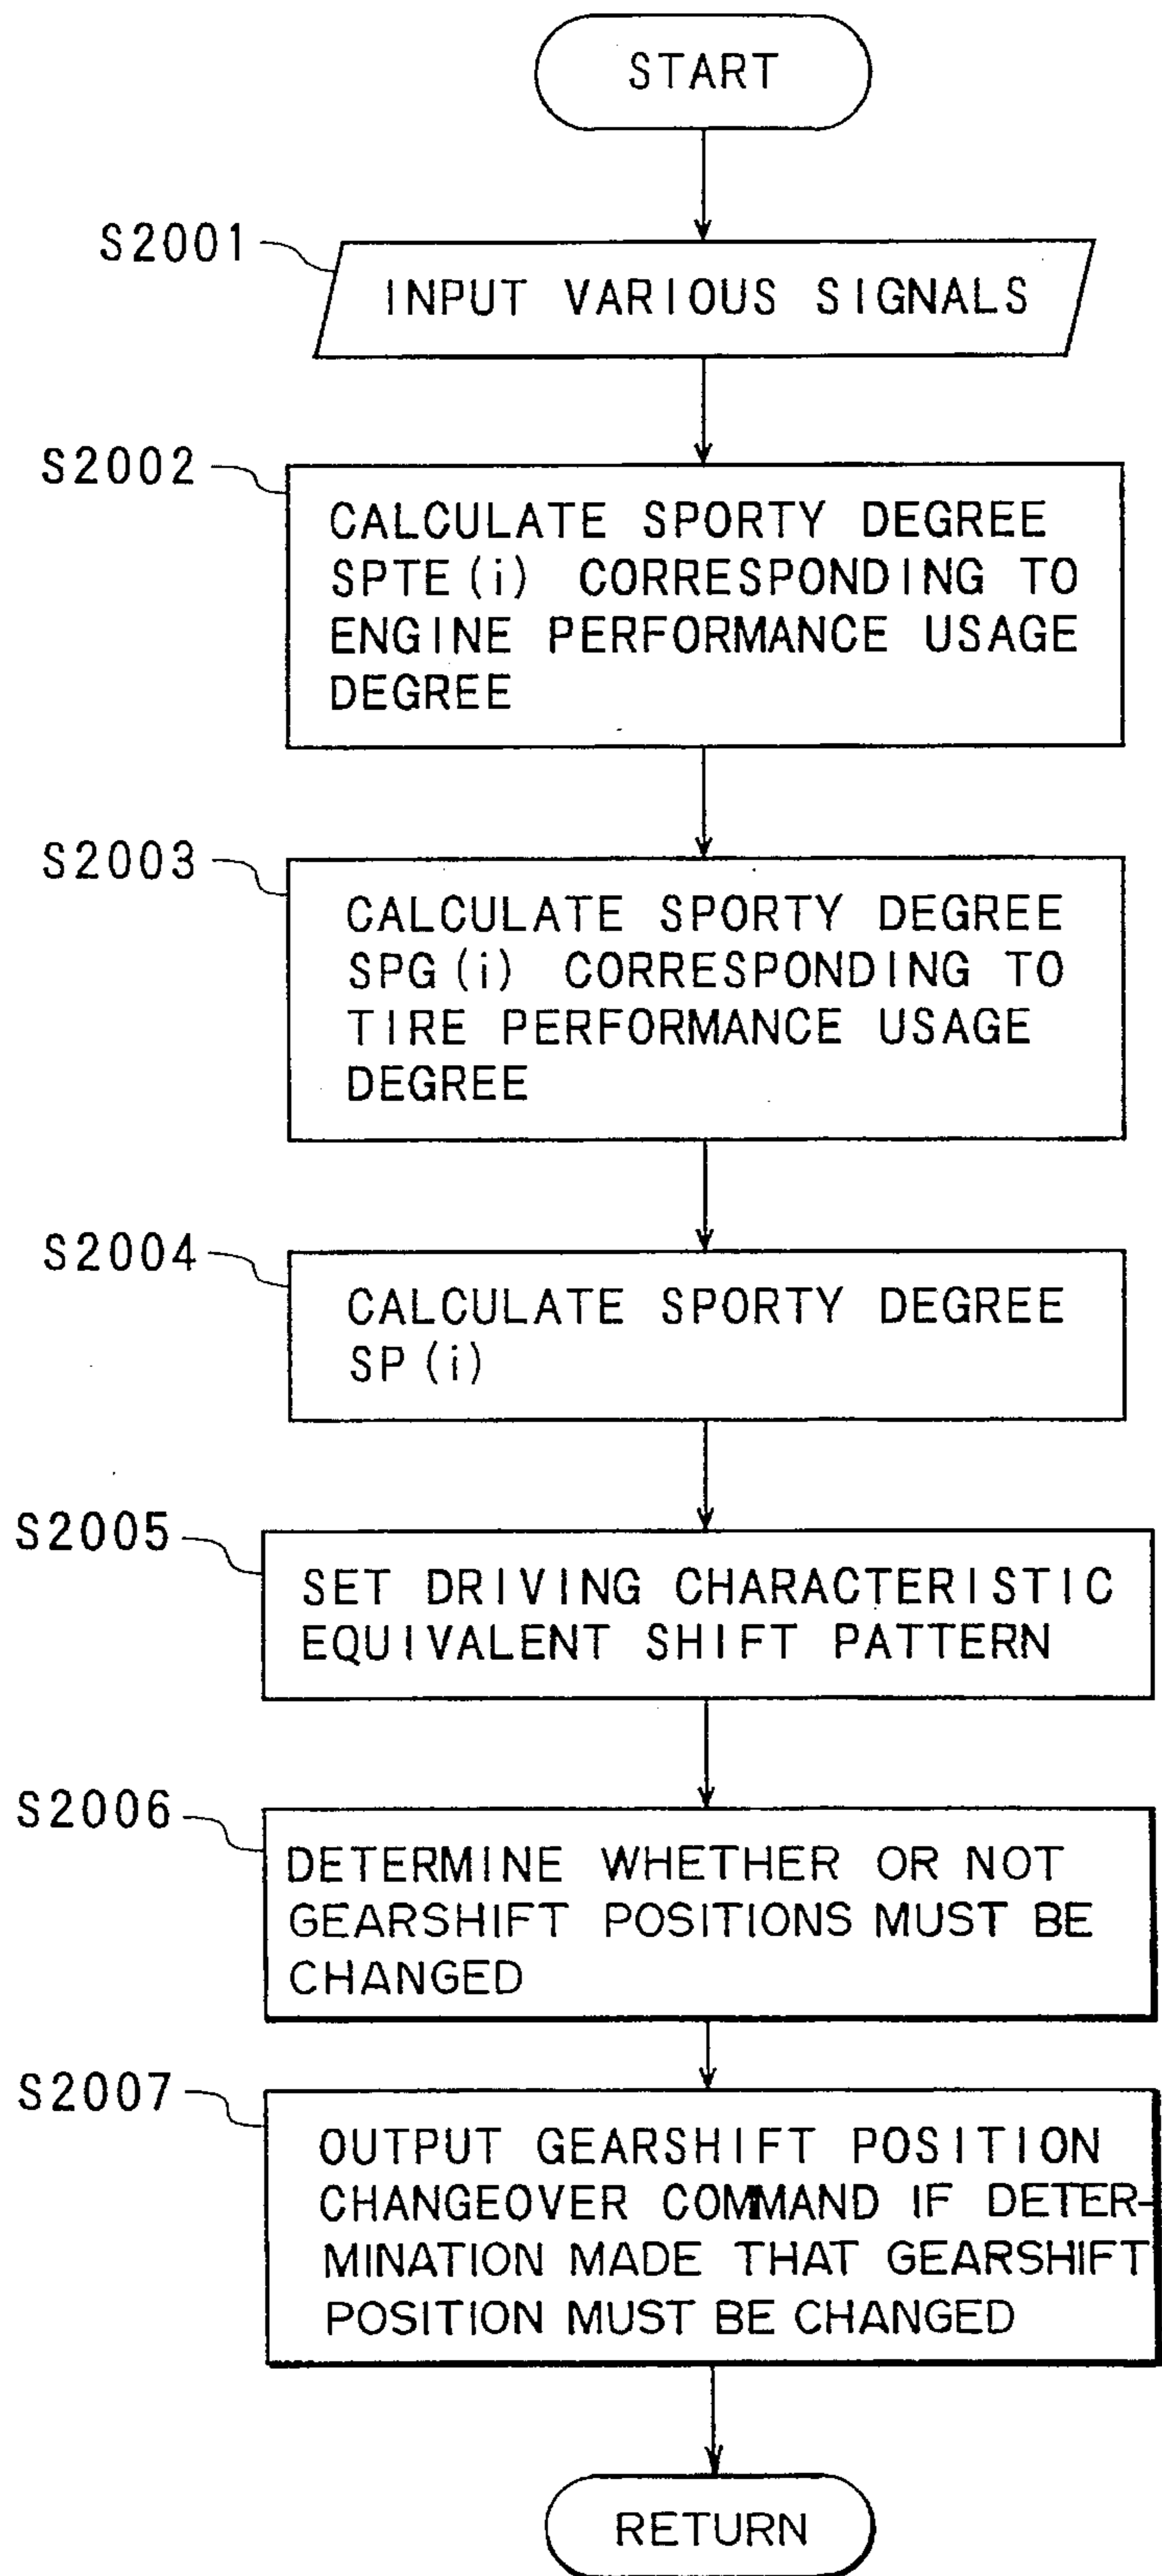 START
S2001
INPUT VARIOUS SIGNALS
S2002
CALCULATE SPORTY DEGREE
SPTE(i) CORRESPONDING TO
ENGINE PERFORMANCE USAGE
DEGREE
S2003
CALCULATE SPORTY DEGREE
SPG(i) CORRESPONDING TO
TIRE PERFORMANCE USAGE
DEGREE
S2004
CALCULATE SPORTY DEGREE
SP(i)
S2005
SET DRIVING CHARACTERISTIC
EQUIVALENT SHIFT PATTERN
S2006
DETERMINE WHETHER OR NOT
GEARSHIFT POSITIONS MUST BE
CHANGED
S2007
OUTPUT GEARSHIFT POSITION
CHANGEOVER COMMAND IF DETER-
MINATION MADE THAT GEARSHIFT
POSITION MUST BE CHANGED
RETURN